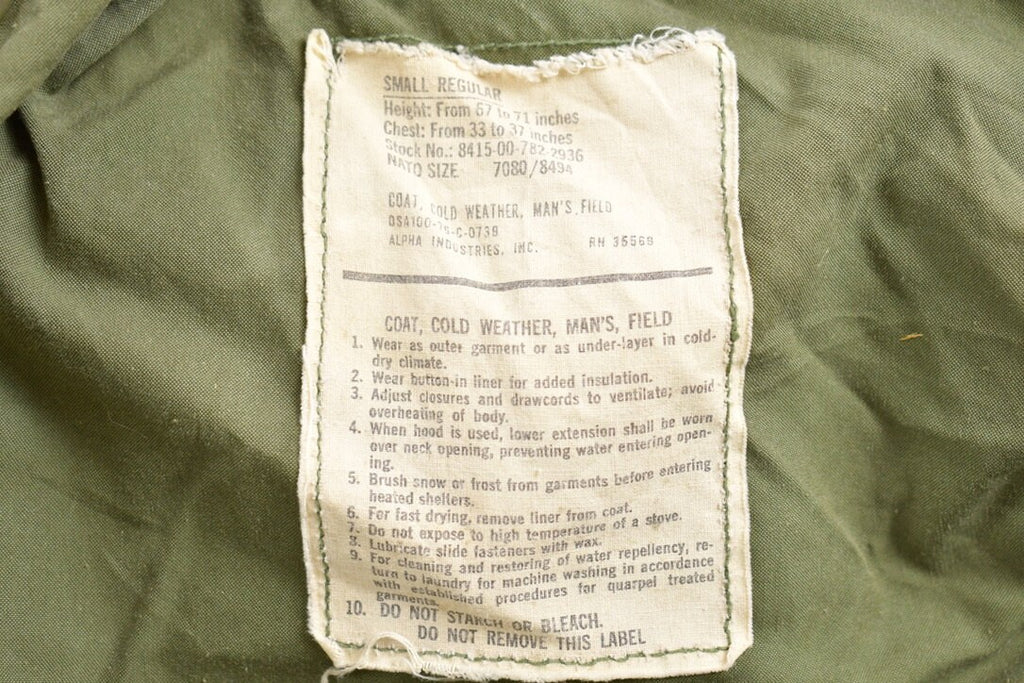 SMALL REGULAR
Height: From 67 to 71 inches
Chest: From 33 to 37 inches
Stock No.: 8415-00-782-2936
NATO SIZE 7080/8494
COAT, COLD WEATHER, MAN'S, FIELD
DSA100-76-C-0738
ALPHA INDUSTRIES, INC. RN 35568
COAT, COLD WEATHER, MAN'S, FIELD
1. Wear as outer garment or as under-layer in cold-
dry climate.
2. Wear button-in liner for added insulation.
3. Adjust closures and drawcords to ventilate; avoid
overheating of body.
4. When hood is used, lower extension shall be worn
over neck opening, preventing water entering open-
ing.
5. Brush snow or frost from garments before entering
heated shelters.
6. For fast drying, remove liner from coat.
7. Do not expose to high temperature of a stove.
8. Lubricate slide fasteners with wax.
9. For cleaning and restoring of water repellency, re-
turn to laundry for machine washing in accordance
with established procedures for quarpel treated
garments.
10. DO NOT STARCH OR BLEACH.
DO NOT REMOVE THIS LABEL